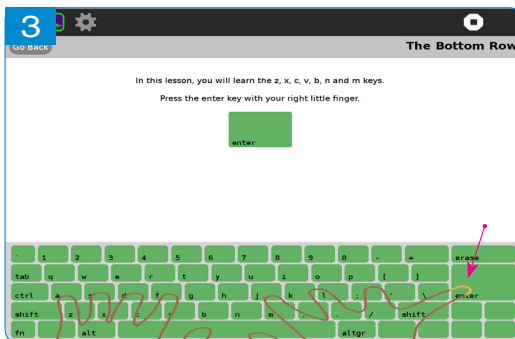 3
Go Back
The Bottom Row
In this lesson, you will learn the z, x, c, v, b, n and m keys.
Press the enter key with your right little finger.
enter
` 1 2 3 4 5 6 7 8 9 0 - = erase
tab q w e r t y u i o p [ ]
ctrl a s d f g h j k l ; ' \ enter
shift z x c v b n m , . / shift
fn alt altgr